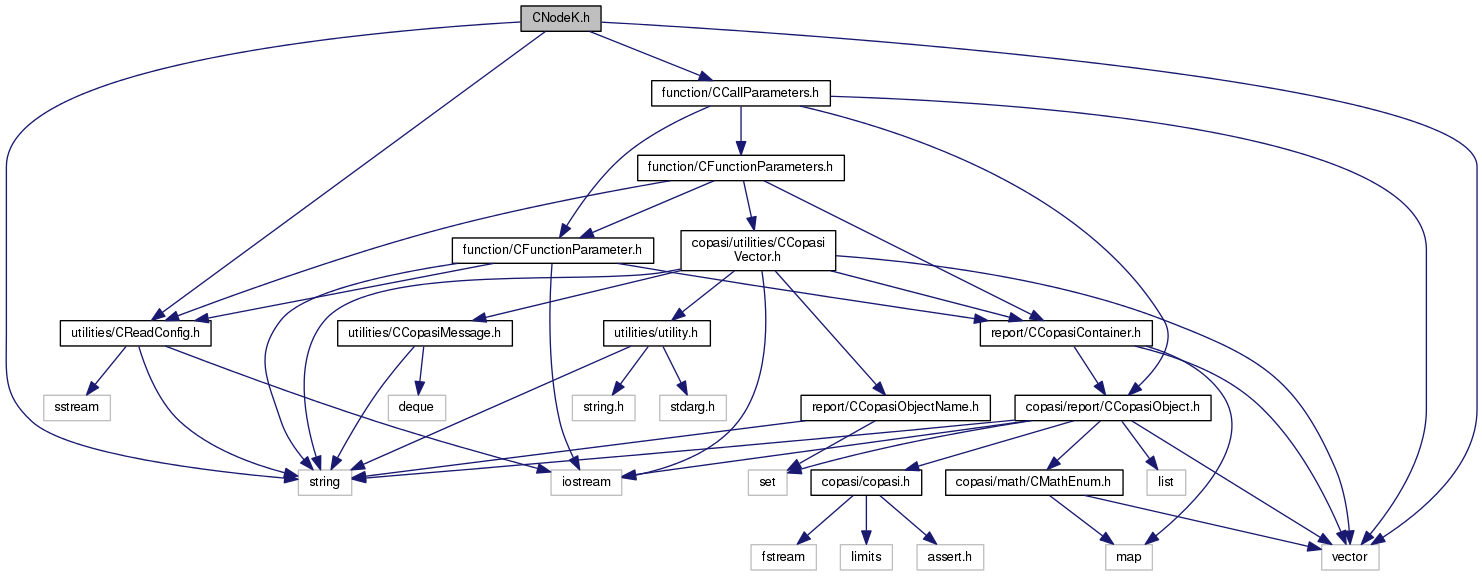 CNodeK.h
function/CCallParameters.h
function/CFunctionParameters.h
function/CFunctionParameter.h
copasi/utilities/CCopasi
Vector.h
utilities/CReadConfig.h
utilities/CCopasiMessage.h
utilities/utility.h
report/CCopasiContainer.h
sstream
deque
string.h
stdarg.h
report/CCopasiObjectName.h
copasi/report/CCopasiObject.h
string
iostream
set
copasi/copasi.h
copasi/math/CMathEnum.h
list
fstream
limits
assert.h
map
vector